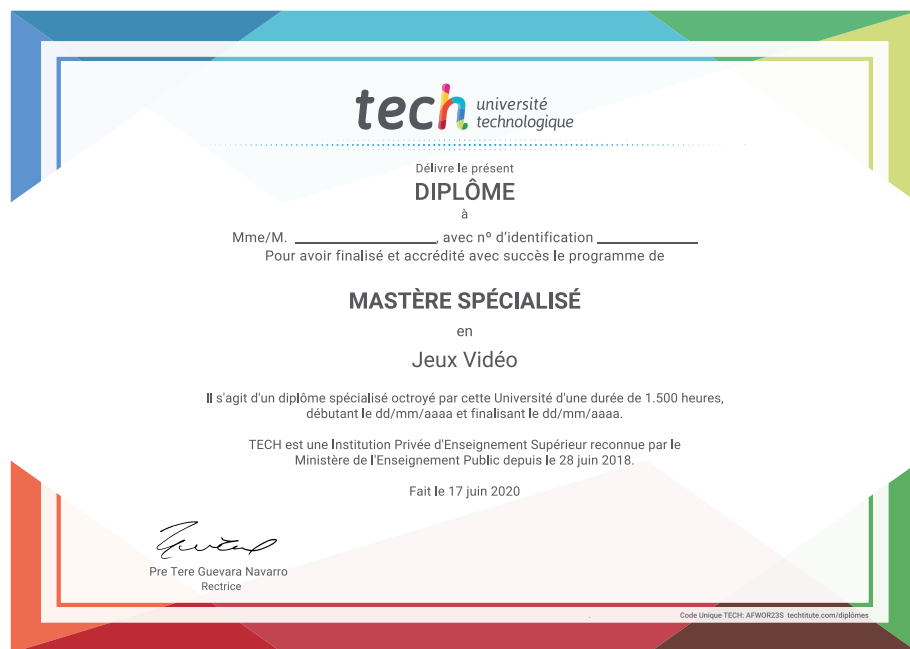 tech université
technologique
Délivre le présent
DIPLÔME
à
Mme/M. ____________, avec nº d'identification ____________
Pour avoir finalisé et accrédité avec succès le programme de
MASTÈRE SPÉCIALISÉ
en
Jeux Vidéo
Il s'agit d'un diplôme spécialisé octroyé par cette Université d'une durée de 1.500 heures,
débutant le dd/mm/aaaa et finalisant le dd/mm/aaaa.
TECH est une Institution Privée d'Enseignement Supérieur reconnue par le
Ministère de l'Enseignement Public depuis le 28 juin 2018.
Fait le 17 juin 2020
Pre Tere Guevara Navarro
Rectrice
Code Unique TECH: AFWOR23S techtitute.com/diplômes